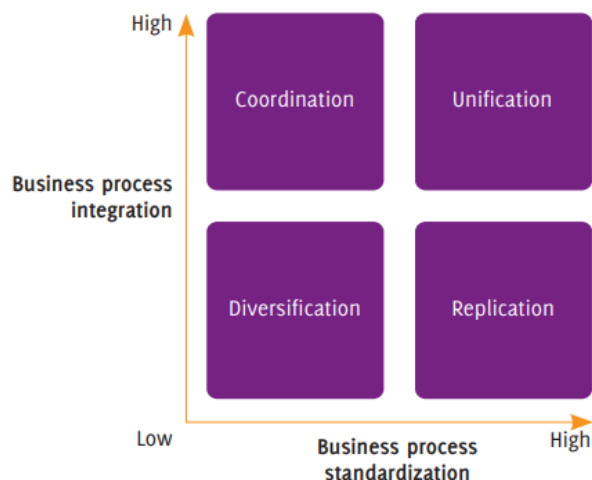 High
Coordination
Unification
Business process
integration
Diversification
Replication
Low
Business process
standardization
High